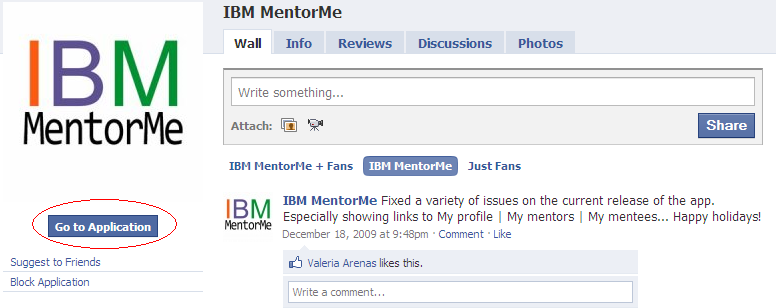 IBM
MentorMe
Go to Application
Suggest to Friends
Block Application
IBM MentorMe
Wall Info Reviews Discussions Photos
Write something...
Attach:
Share
IBM MentorMe + Fans IBM MentorMe Just Fans
IBM
MentorMe
IBM MentorMe Fixed a variety of issues on the current release of the app.
Especially showing links to My profile | My mentors | My mentees... Happy holidays!
December 18, 2009 at 9:48pm · Comment · Like
Valeria Arenas likes this.
Write a comment...